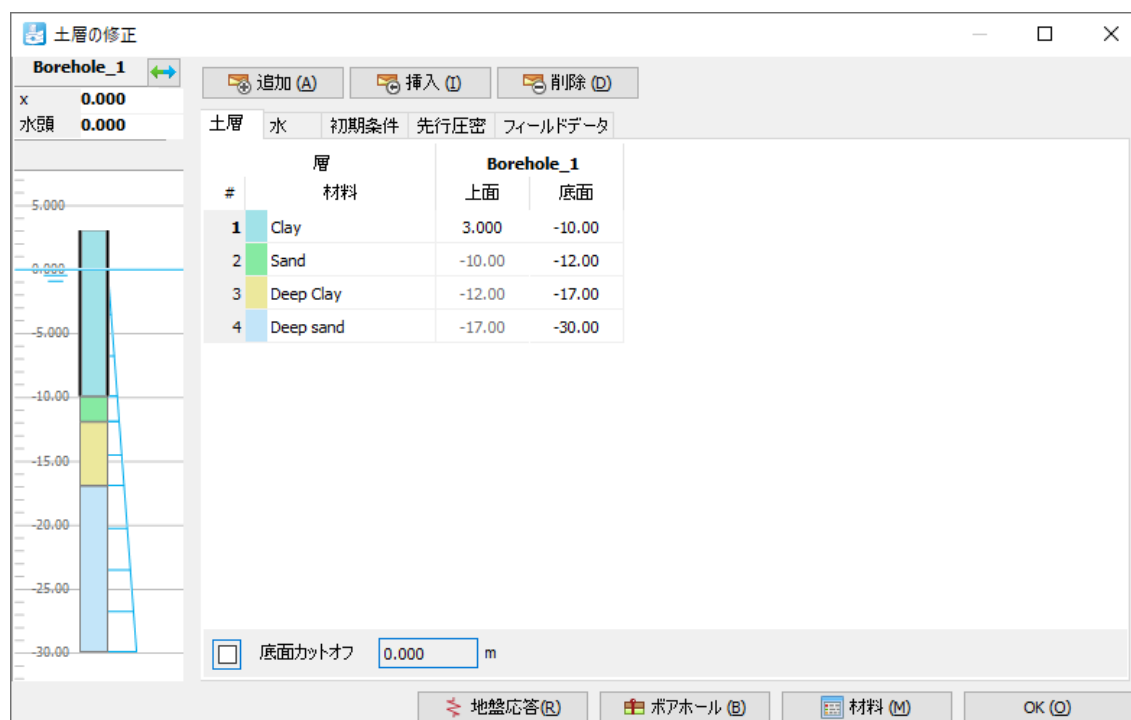 土層の修正
Borehole_1
x 0.000
水頭 0.000
追加 (A) 挿入 (I) 削除 (D)
土層 水 初期条件 先行圧密 フィールドデータ
層 Borehole_1
# 材料 上面 底面
1 Clay 3.000 -10.00
2 Sand -10.00 -12.00
3 Deep Clay -12.00 -17.00
4 Deep sand -17.00 -30.00
5.000
0.000
-5.000
-10.00
-15.00
-20.00
-25.00
-30.00
底面カットオフ 0.000 m
地盤応答(R) ボアホール (B) 材料 (M) OK (O)